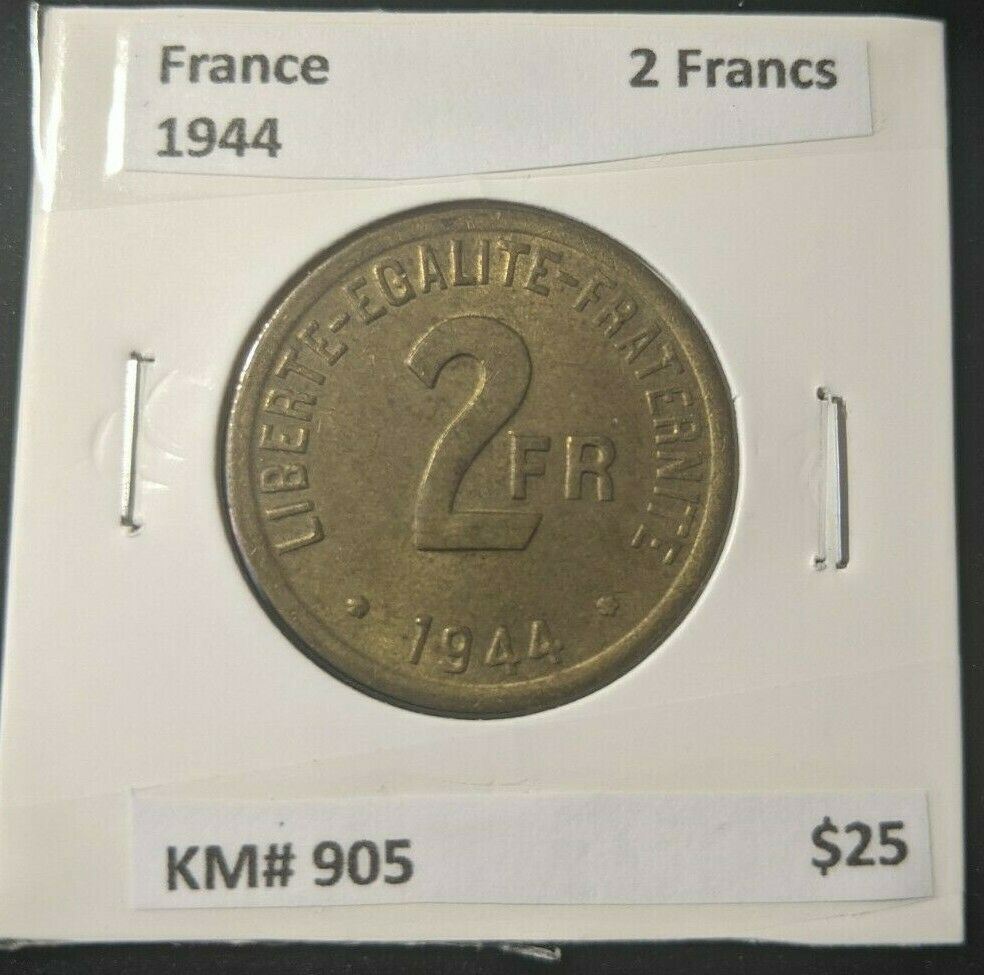 France 2 Francs
1944
LIBERTE-EGALITE-FRATERNITE
2 FR
1944
KM# 905 $25